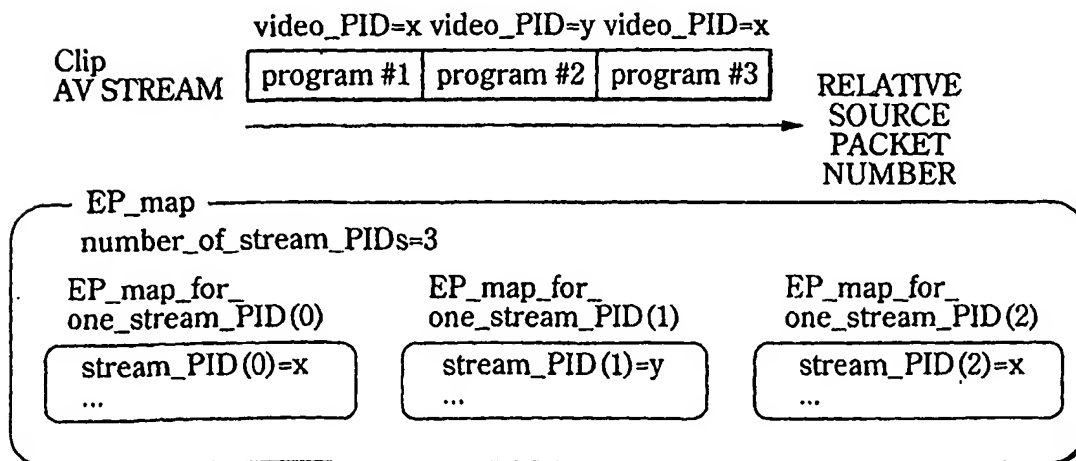 video_PID=x video_PID=y video_PID=x
Clip
AV STREAM
program #1 program #2 program #3
RELATIVE
SOURCE
PACKET
NUMBER
EP_map
number_of_stream_PIDs=3
EP_map_for_
one_stream_PID(0)
EP_map_for_
one_stream_PID(1)
EP_map_for_
one_stream_PID(2)
stream_PID(0)=x
...
stream_PID(1)=y
...
stream_PID(2)=x
...